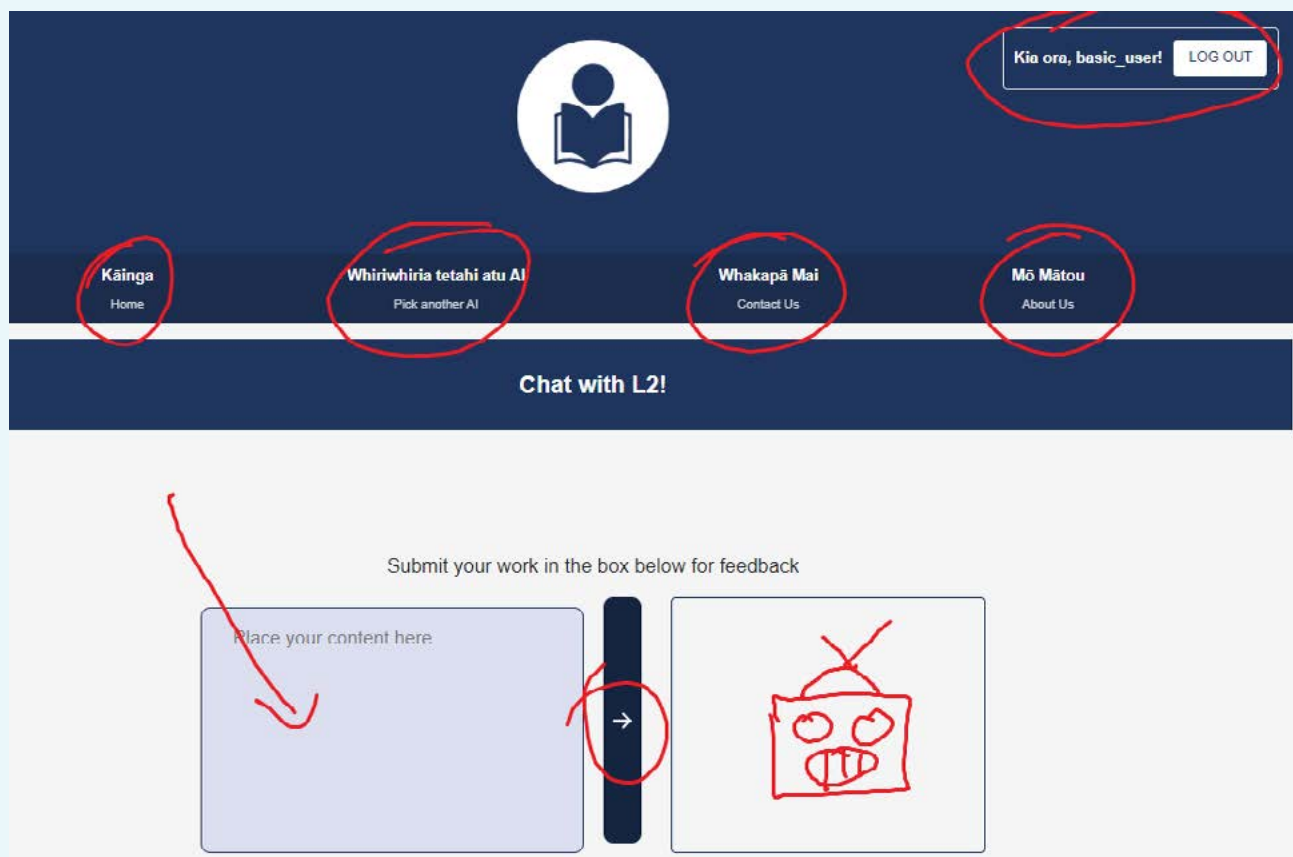 Kia ora, basic_user! LOG OUT
Kāinga
Home
Whiriwhiria tetahi atu AI
Pick another AI
Whakapā Mai
Contact Us
Mō Mātou
About Us
Chat with L2!
Submit your work in the box below for feedback
Place your content here